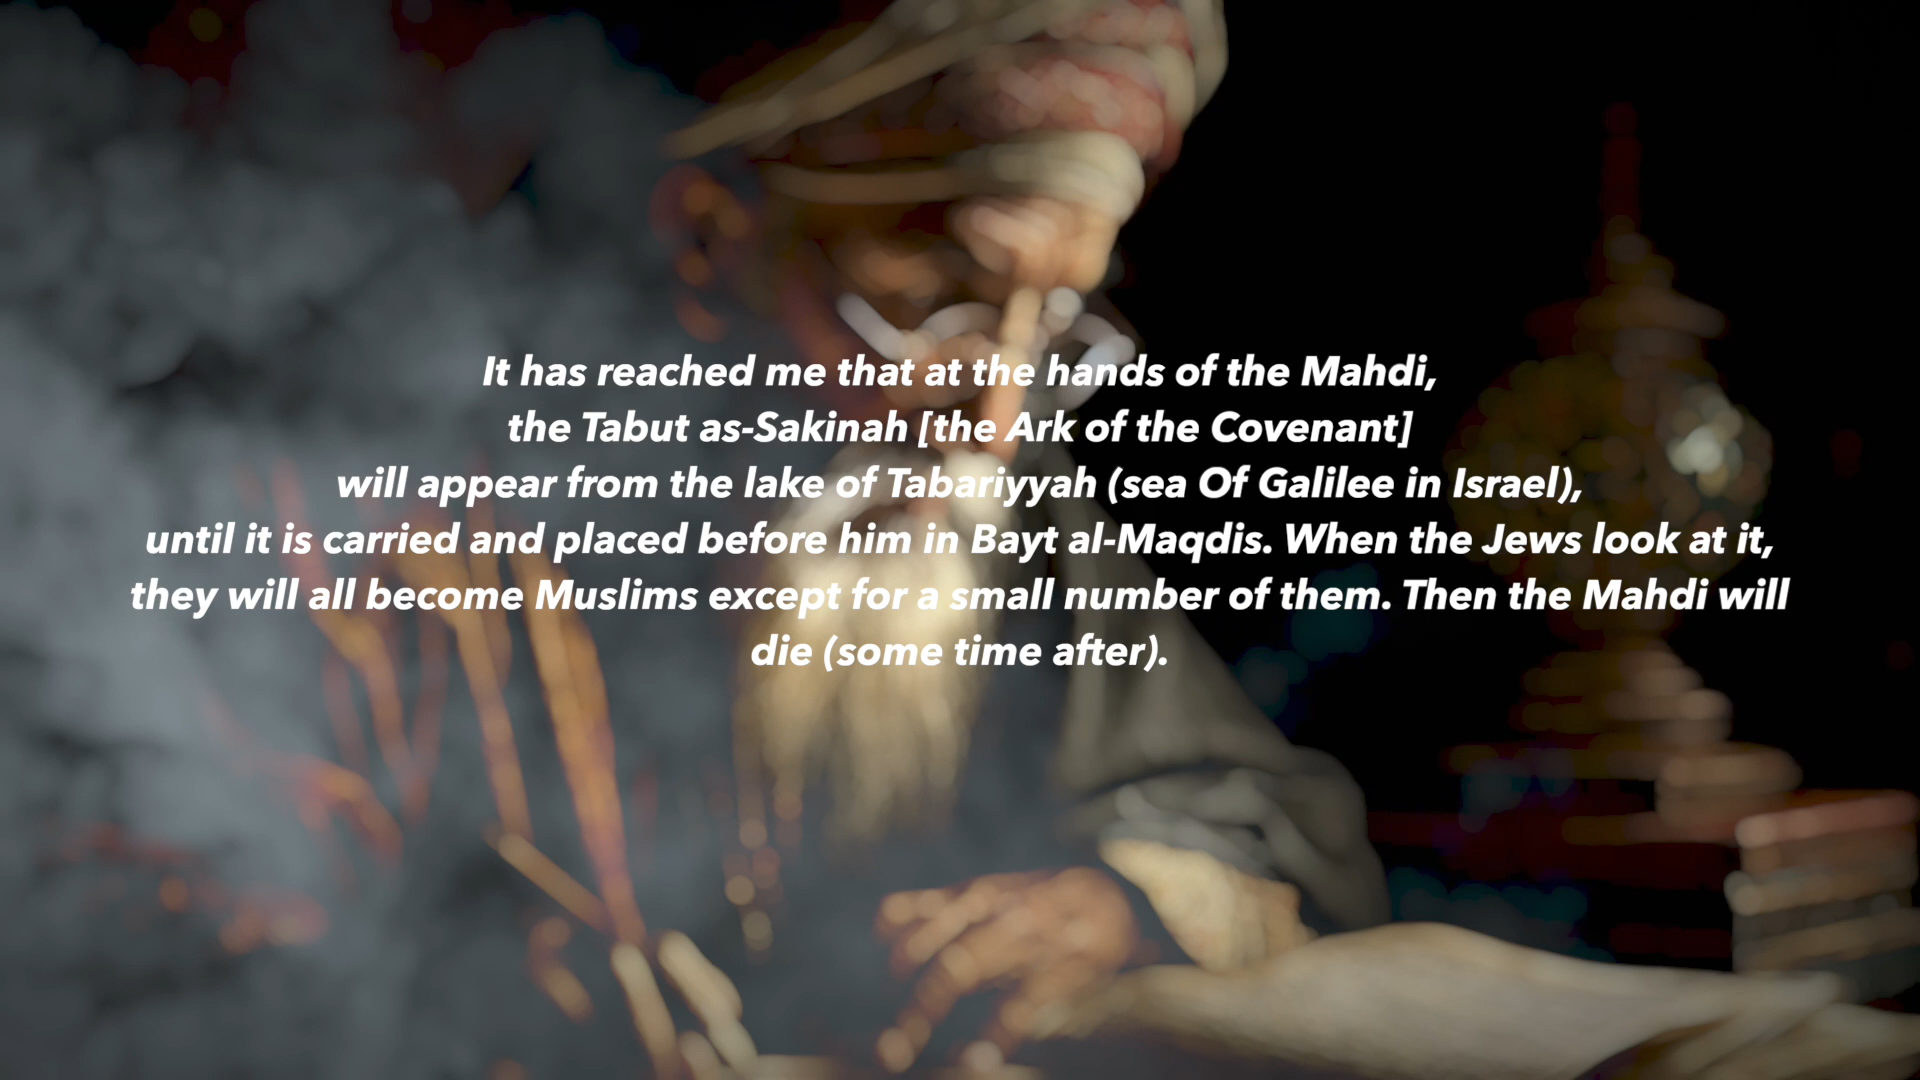 It has reached me that at the hands of the Mahdi,
the Tabut as-Sakinah [the Ark of the Covenant]
will appear from the lake of Tabariyyah (sea Of Galilee in Israel),
until it is carried and placed before him in Bayt al-Maqdis. When the Jews look at it,
they will all become Muslims except for a small number of them. Then the Mahdi will
die (some time after).